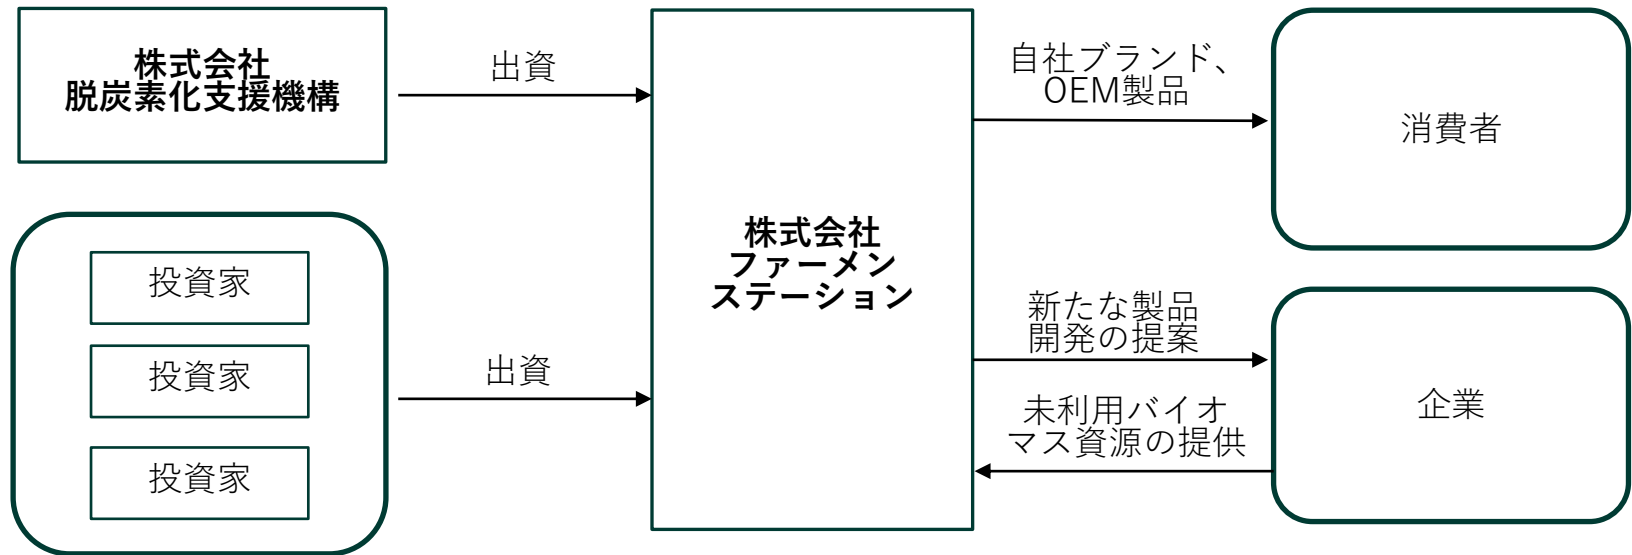 株式会社
脱炭素化支援機構
出資
投資家
投資家
投資家
出資
株式会社
ファーメン
ステーション
自社ブランド、
OEM製品
消費者
新たな製品
開発の提案
未利用バイオ
マス資源の提供
企業